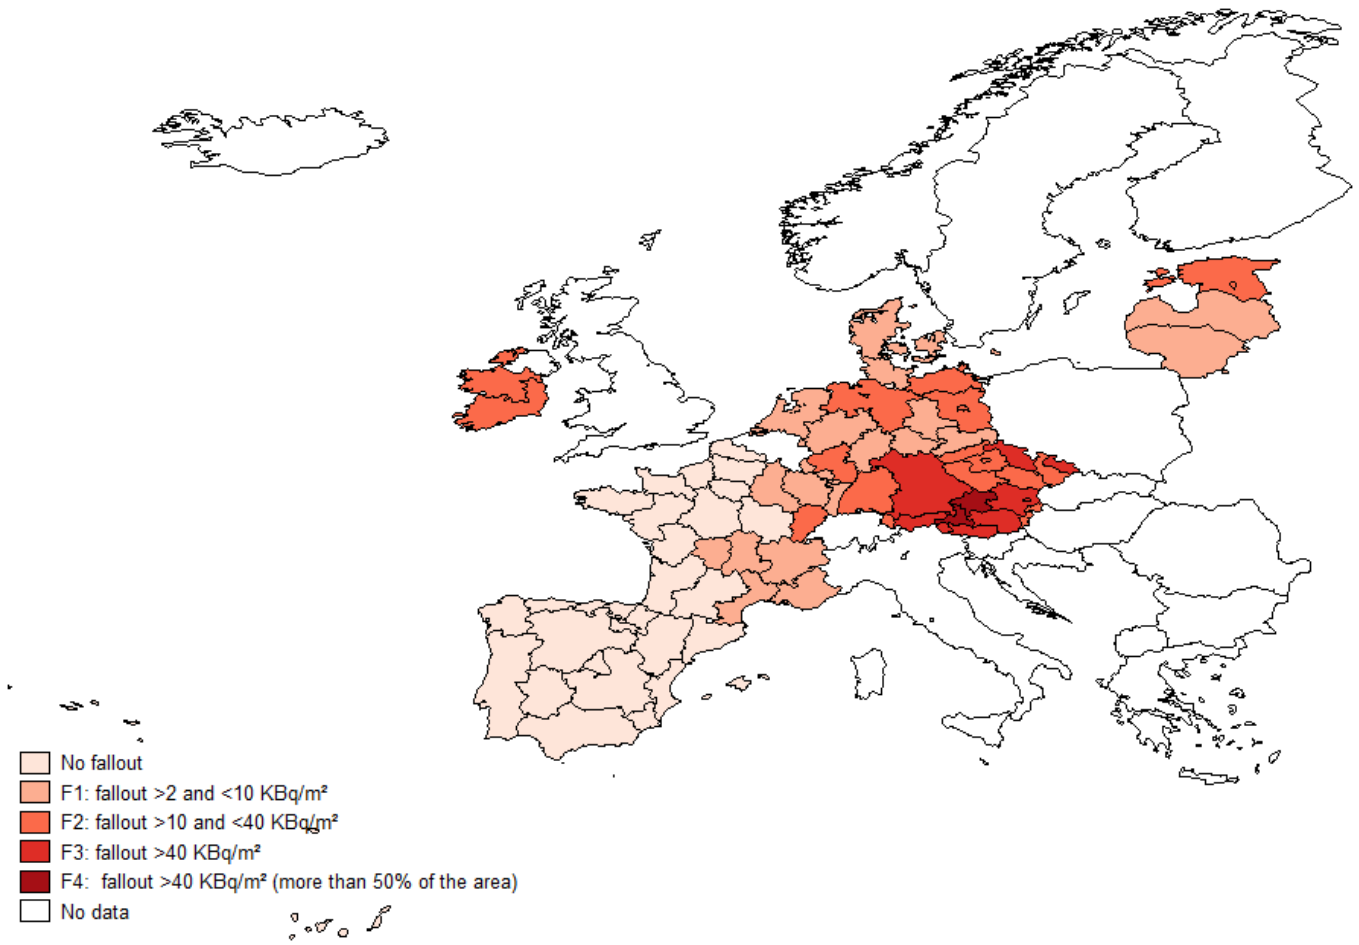 No fallout
F1: fallout >2 and <10 KBq/m²
F2: fallout >10 and <40 KBq/m²
F3: fallout >40 KBq/m²
F4: fallout >40 KBq/m² (more than 50% of the area)
No data